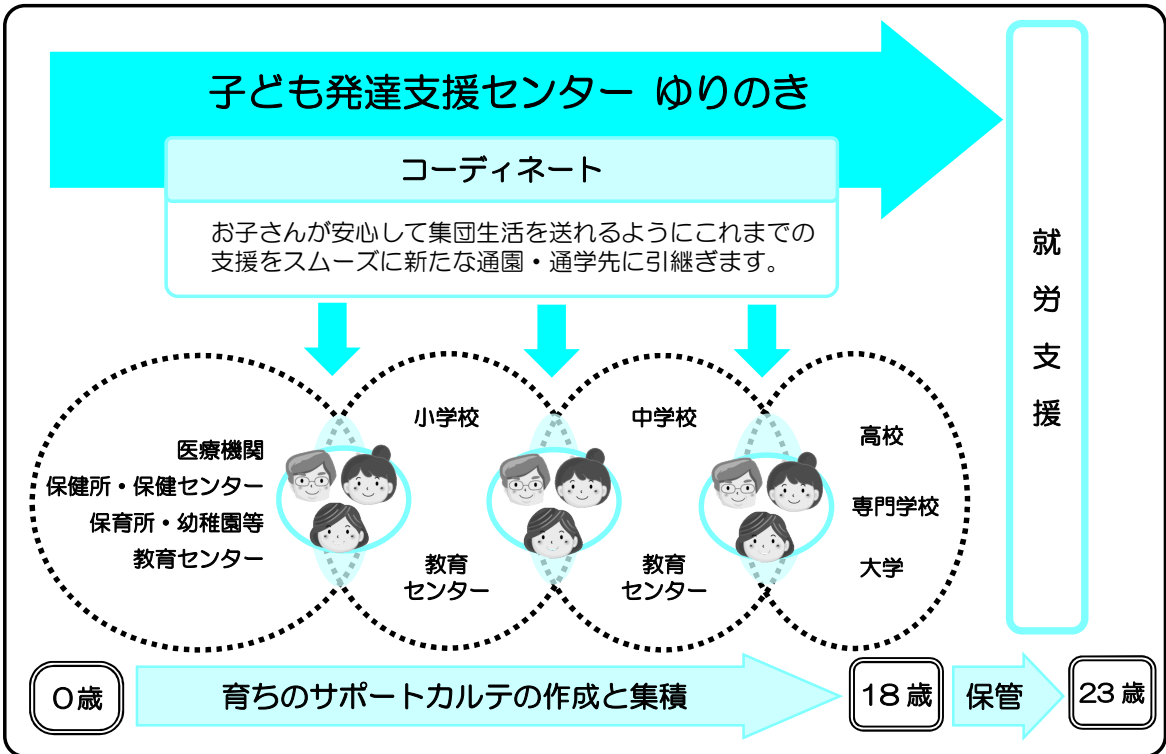 子ども発達支援センター ゆりのき
コーディネート
お子さんが安心して集団生活を送れるようにこれまでの
支援をスムーズに新たな通園・通学先に引継ぎます。
就労支援
医療機関
保健所・保健センター
保育所・幼稚園等
教育センター
小学校
教育
センター
中学校
教育
センター
高校
専門学校
大学
0歳
育ちのサポートカルテの作成と集積
18歳
保管
23歳